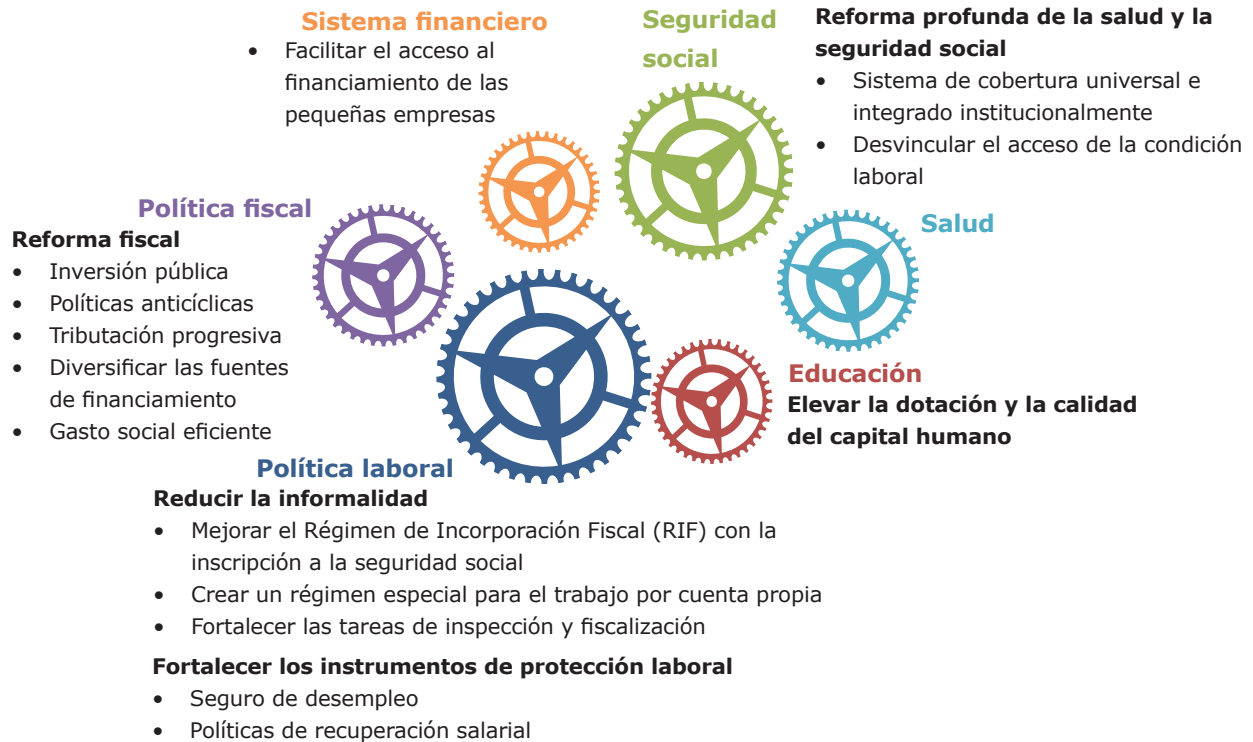 Sistema financiero
• Facilitar el acceso al
financiamiento de las
pequeñas empresas
Seguridad
social
Reforma profunda de la salud y la
seguridad social
• Sistema de cobertura universal e
integrado institucionalmente
• Desvincular el acceso de la condición
laboral
Política fiscal
Reforma fiscal
• Inversión pública
• Políticas anticíclicas
• Tributación progresiva
• Diversificar las fuentes
de financiamiento
• Gasto social eficiente
Salud
Educación
Elevar la dotación y la calidad
del capital humano
Política laboral
Reducir la informalidad
• Mejorar el Régimen de Incorporación Fiscal (RIF) con la
inscripción a la seguridad social
• Crear un régimen especial para el trabajo por cuenta propia
• Fortalecer las tareas de inspección y fiscalización
Fortalecer los instrumentos de protección laboral
• Seguro de desempleo
• Políticas de recuperación salarial